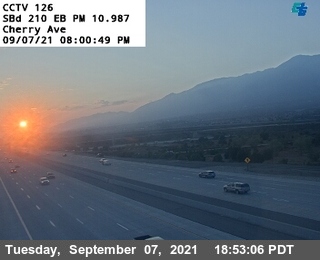 CCTV 126
SBd 210 EB PM 10.987
Cherry Ave
09/07/21 08:00:49 PM
Tuesday, September 07, 2021 18:53:06 PDT